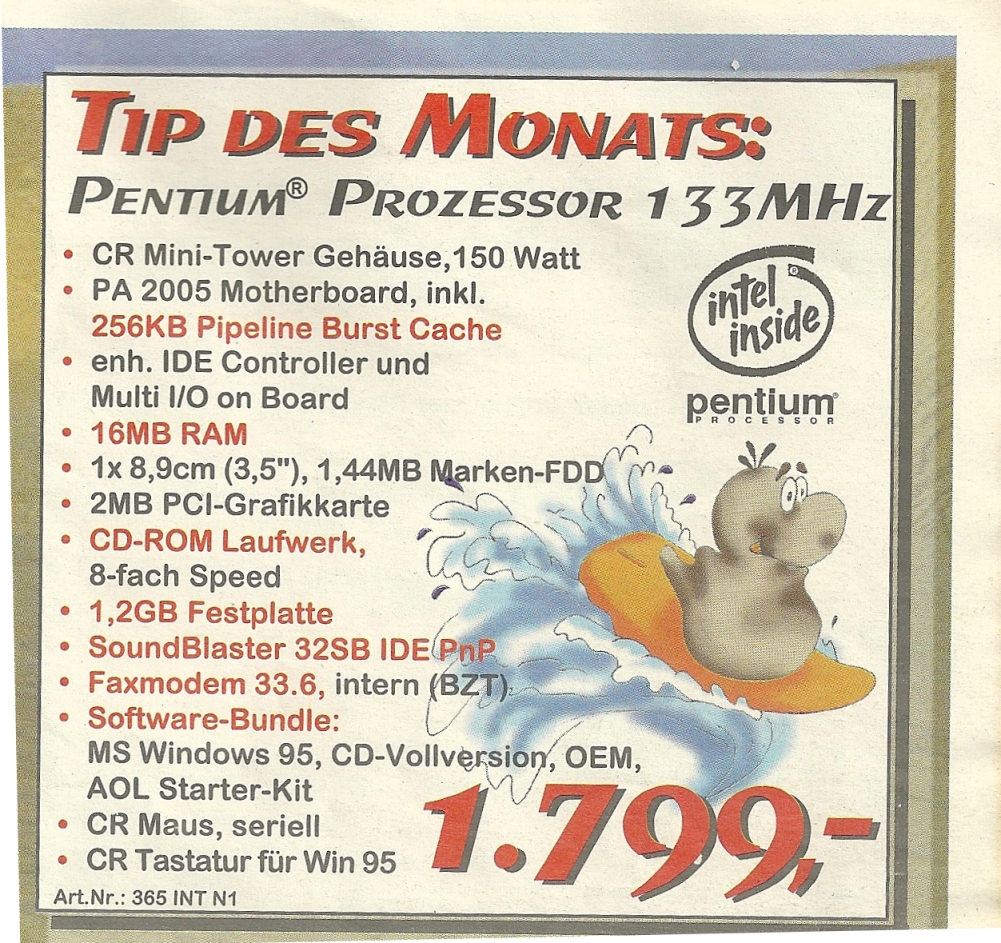 TIP DES MONATS:
PENTIUM® PROZESSOR 133MHz
• CR Mini-Tower Gehäuse,150 Watt
• PA 2005 Motherboard, inkl.
256KB Pipeline Burst Cache
• enh. IDE Controller und
Multi I/O on Board
• 16MB RAM
• 1x 8,9cm (3,5"), 1,44MB Marken-FDD
• 2MB PCI-Grafikkarte
• CD-ROM Laufwerk,
8-fach Speed
• 1,2GB Festplatte
• SoundBlaster 32SB IDE PnP
• Faxmodem 33.6, intern (BZT)
• Software-Bundle:
MS Windows 95, CD-Vollversion, OEM,
AOL Starter-Kit
• CR Maus, seriell
• CR Tastatur für Win 95
Art.Nr.: 365 INT N1
intel®
inside
pentium®
PROCESSOR
1.799,-